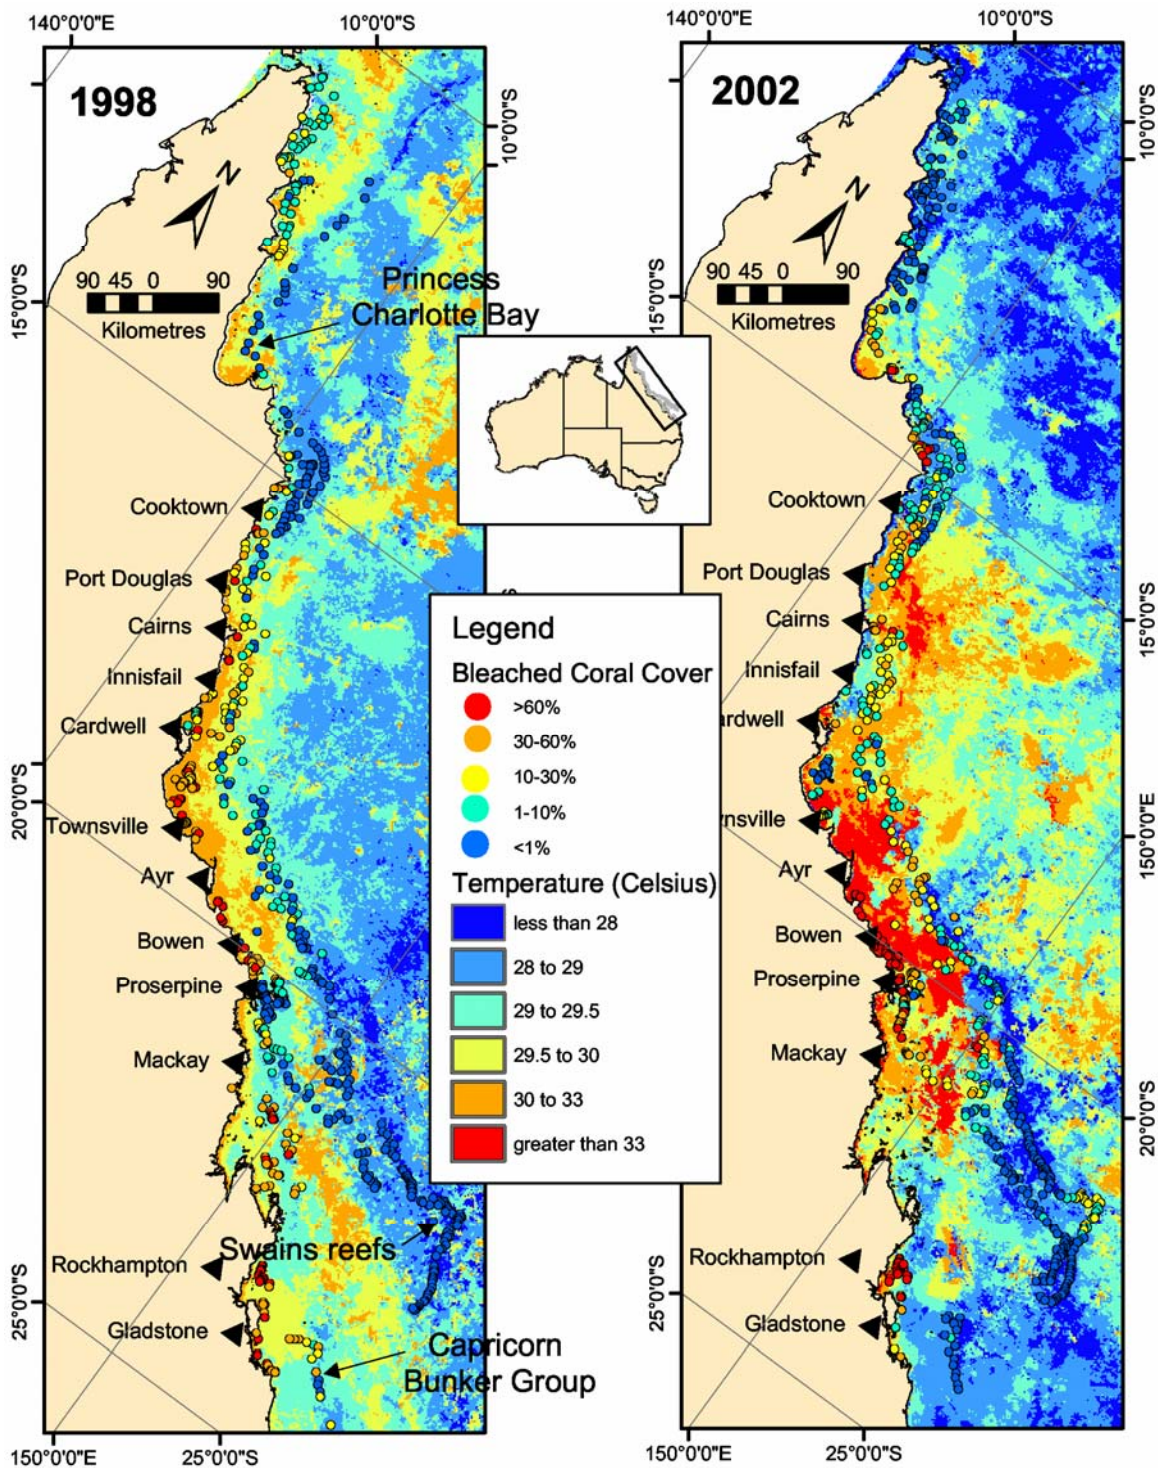 140°0'0"E
10°0'0"S
140°0'0"E
10°0'0"S
1998
2002
10°0'0"S
10°0'0"S
N
N
90 45 0 90
Kilometres
90 45 0 90
Kilometres
15°0'0"S
15°0'0"S
Princess
Charlotte Bay
Cooktown
Port Douglas
Cairns
Innisfail
Cardwell
20°0'0"S
Townsville
Ayr
Bowen
Proserpine
Mackay
Swains reefs
Rockhampton
25°0'0"S
Gladstone
Capricorn
Bunker Group
150°0'0"E
25°0'0"S
Legend
Bleached Coral Cover
>60%
30-60%
10-30%
1-10%
<1%
Temperature (Celsius)
less than 28
28 to 29
29 to 29.5
29.5 to 30
30 to 33
greater than 33
Cooktown
Port Douglas
Cairns
15°0'0"S
Innisfail
ardwell
wnsville
150°0'0"E
Ayr
Bowen
Proserpine
Mackay
20°0'0"S
Rockhampton
25°0'0"S
Gladstone
150°0'0"E
25°0'0"S